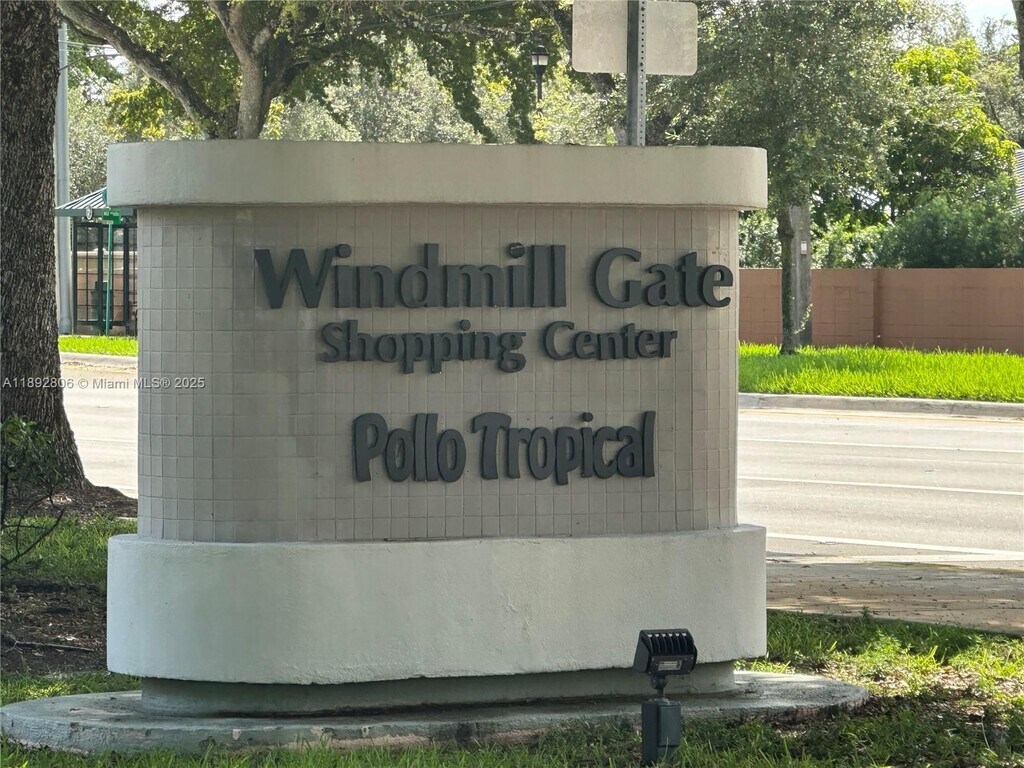 Windmill Gate
Shopping Center
A11892806 © Miami MLS® 2025
Pollo Tropical